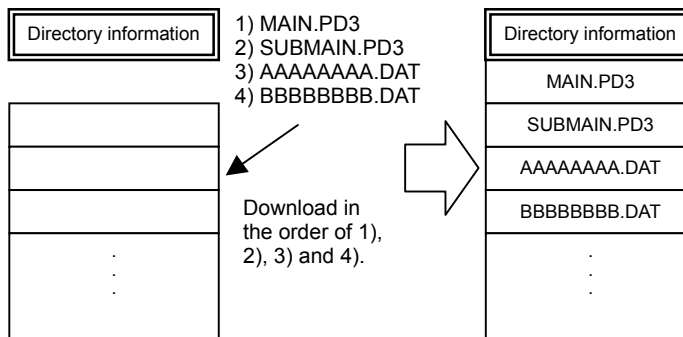 Directory information
1) MAIN.PD3
2) SUBMAIN.PD3
3) AAAAAAAA.DAT
4) BBBBBBBB.DAT
Download in
the order of 1),
2), 3) and 4).
.
.
.
Directory information
MAIN.PD3
SUBMAIN.PD3
AAAAAAAA.DAT
BBBBBBBB.DAT
.
.
.